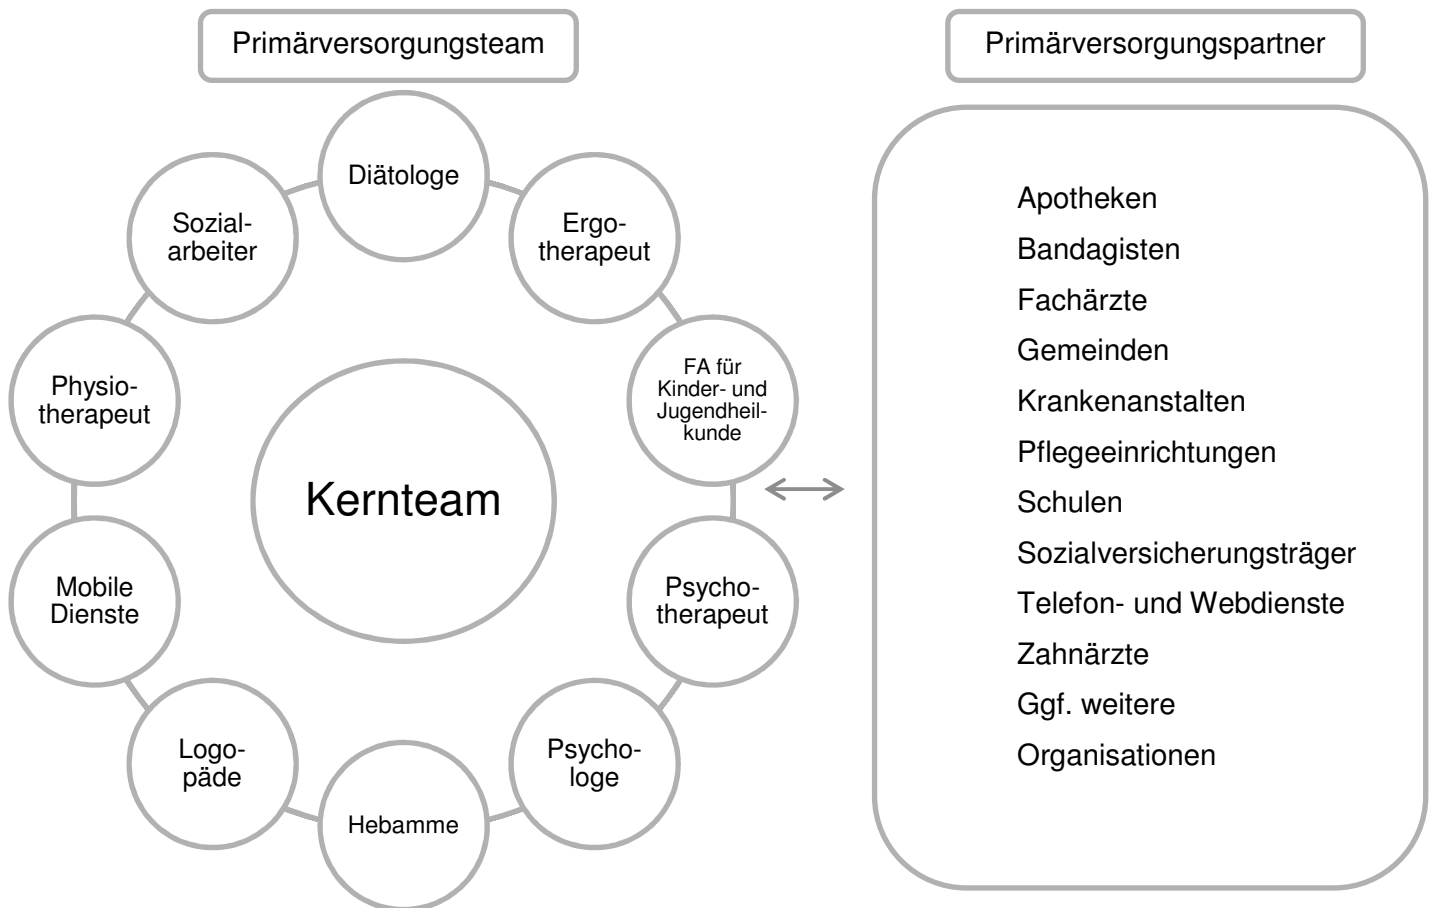 Primärversorgungsteam
Primärversorgungspartner
Diätologe
Ergo-
therapeut
FA für
Kinder- und
Jugendheil-
kunde
Psycho-
therapeut
Psycho-
loge
Hebamme
Logo-
päde
Mobile
Dienste
Physio-
therapeut
Sozial-
arbeiter
Kernteam
Apotheken
Bandagisten
Fachärzte
Gemeinden
Krankenanstalten
Pflegeeinrichtungen
Schulen
Sozialversicherungsträger
Telefon- und Webdienste
Zahnärzte
Ggf. weitere
Organisationen